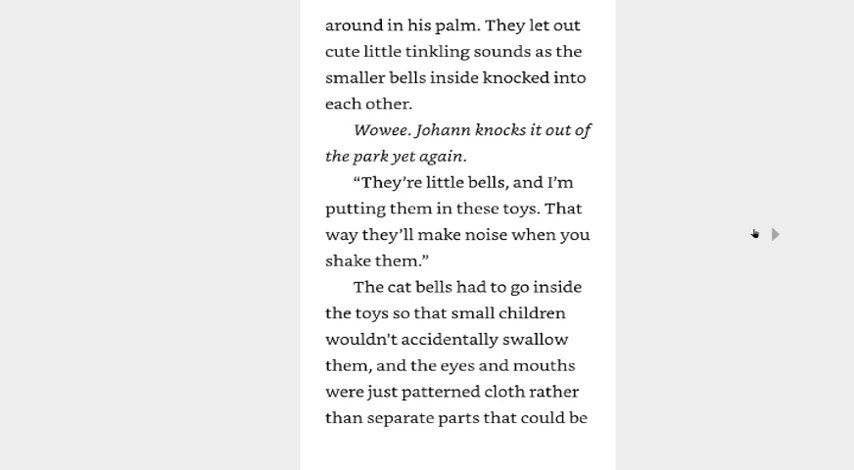 around in his palm. They let out
cute little tinkling sounds as the
smaller bells inside knocked into
each other.
Wowee. Johann knocks it out of
the park yet again.
“They’re little bells, and I’m
putting them in these toys. That
way they’ll make noise when you
shake them.”
The cat bells had to go inside
the toys so that small children
wouldn’t accidentally swallow
them, and the eyes and mouths
were just patterned cloth rather
than separate parts that could be